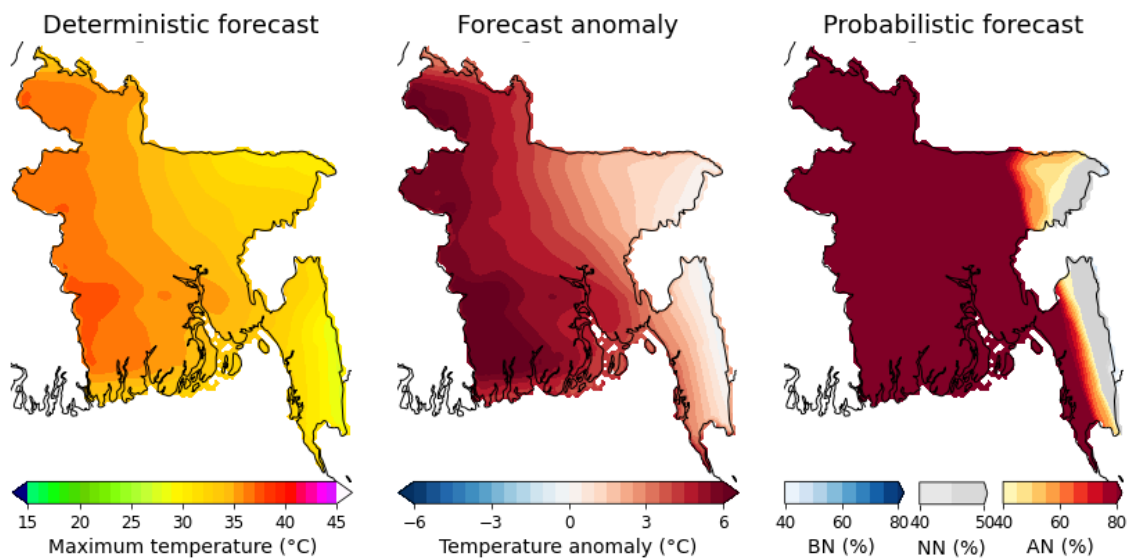 Deterministic forecast
Forecast anomaly
Probabilistic forecast
15 20 25 30 35 40 45
Maximum temperature (°C)
−6 −3 0 3 6
Temperature anomaly (°C)
40 60 80
BN (%)
40 50
NN (%)
40 60 80
AN (%)